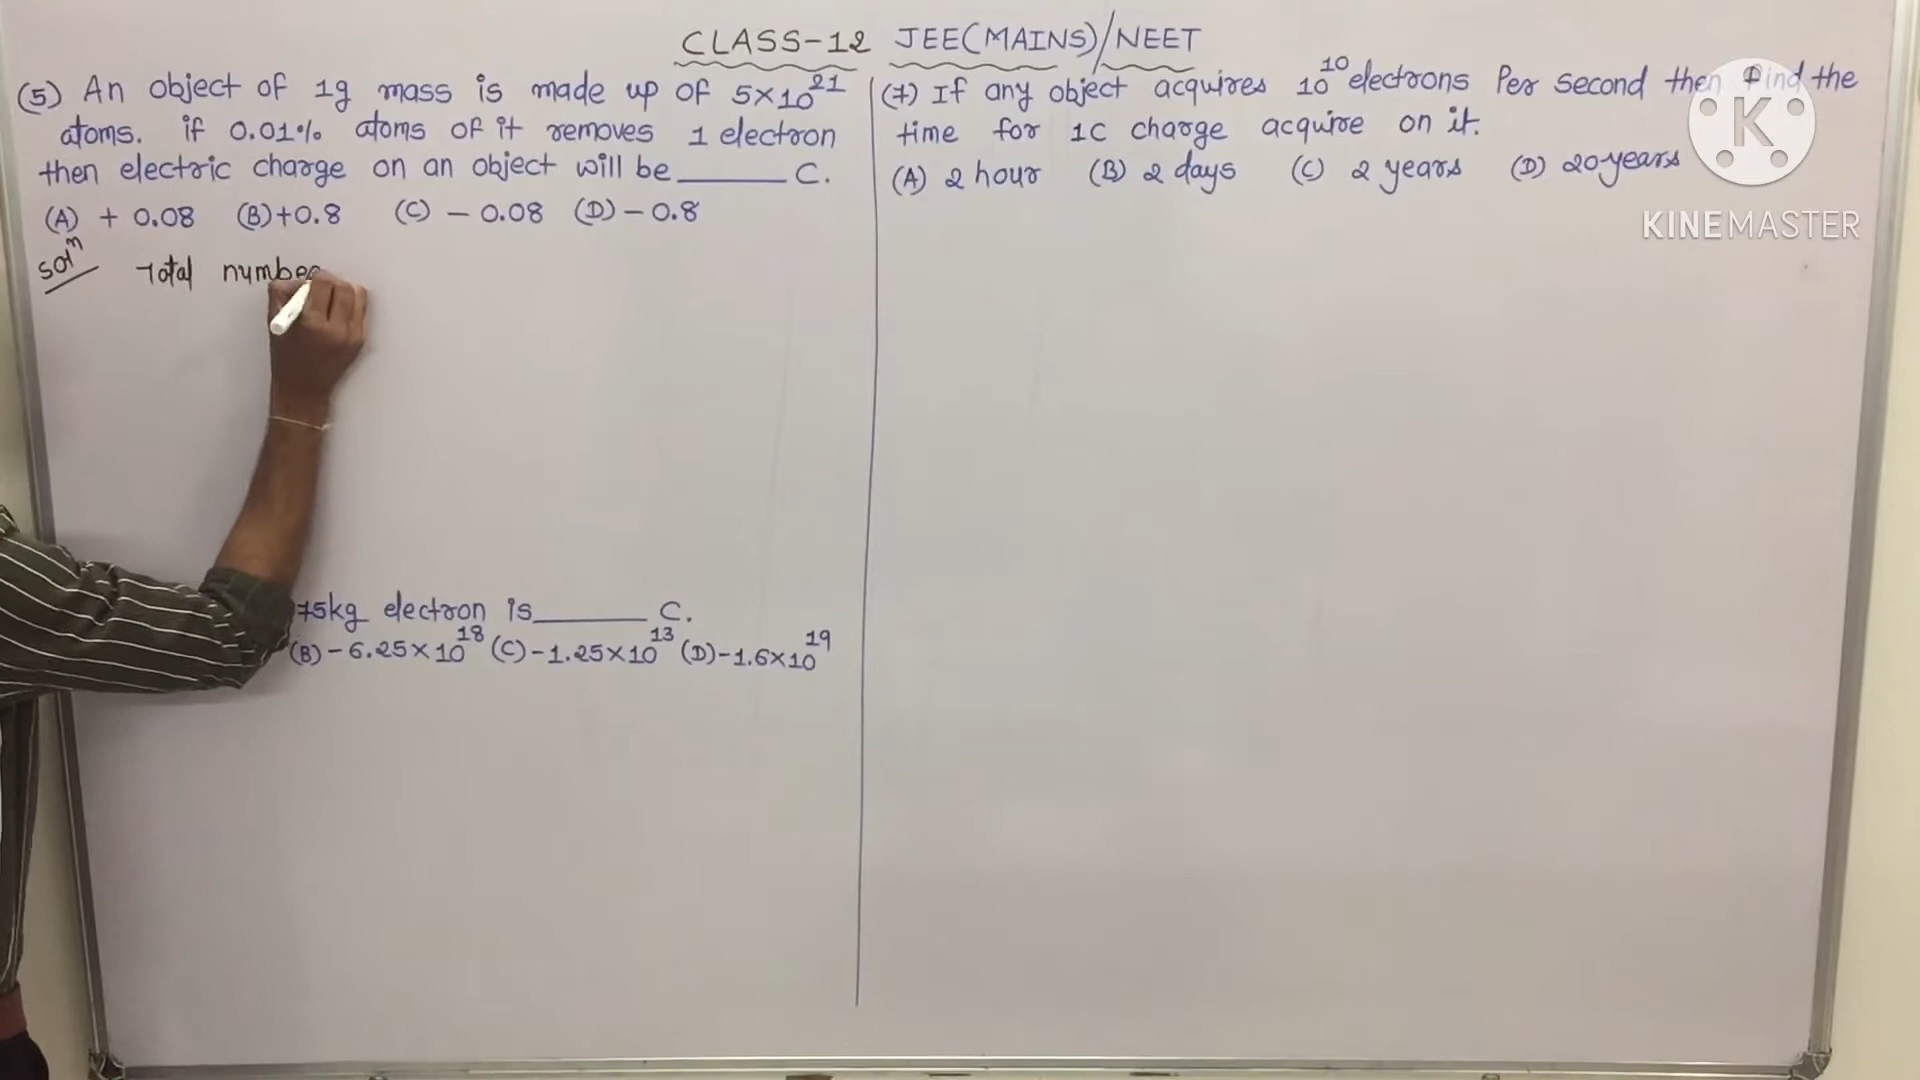 CLASS-12 JEE(MAINS)/NEET
(5) An object of 1g mass is made up of 5×10²¹
atoms. if 0.01% atoms of it removes 1 electron
then electric charge on an object will be ______ C.
(A) + 0.08 (B)+0.8 (C) – 0.08 (D) – 0.8
Solⁿ Total number
75kg electron is______ C.
(B) – 6.25×10¹⁸ (C) – 1.25×10¹³ (D) – 1.6×10¹⁹
(7) If any object acquires 10¹⁰ electrons Per second then find the
time for 1C charge acquire on it.
(A) 2 hour (B) 2 days (C) 2 years (D) 20 years
K
KINEMASTER